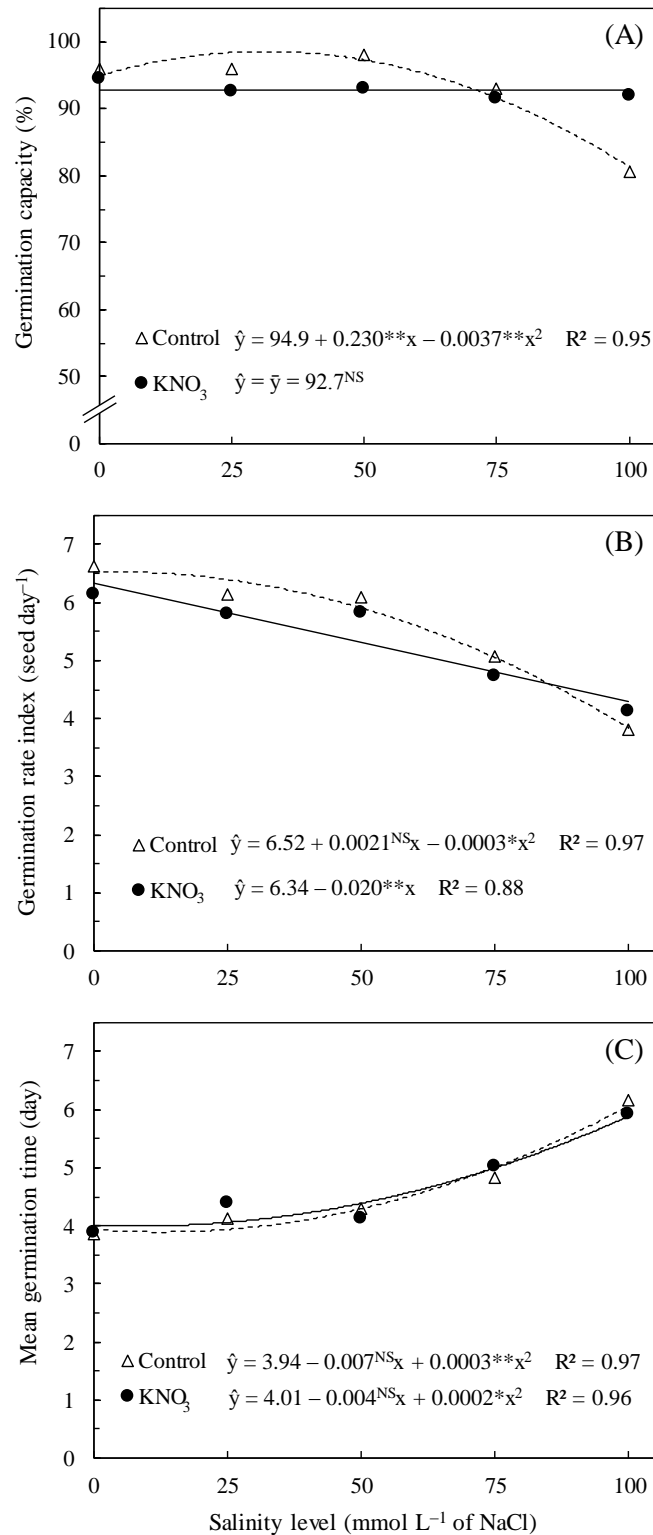 (A)
Germination capacity (%)
100
90
80
70
60
50
0
△ Control ŷ = 94.9 + 0.230**x – 0.0037**x² R² = 0.95
● KNO₃ ŷ = ȳ = 92.7ᴺˢ
0 25 50 75 100
(B)
Germination rate index (seed day⁻¹)
7
6
5
4
3
2
1
0
△ Control ŷ = 6.52 + 0.0021ᴺˢx – 0.0003*x² R² = 0.97
● KNO₃ ŷ = 6.34 – 0.020**x R² = 0.88
0 25 50 75 100
(C)
Mean germination time (day)
7
6
5
4
3
2
1
0
△ Control ŷ = 3.94 – 0.007ᴺˢx + 0.0003**x² R² = 0.97
● KNO₃ ŷ = 4.01 – 0.004ᴺˢx + 0.0002*x² R² = 0.96
0 25 50 75 100
Salinity level (mmol L⁻¹ of NaCl)